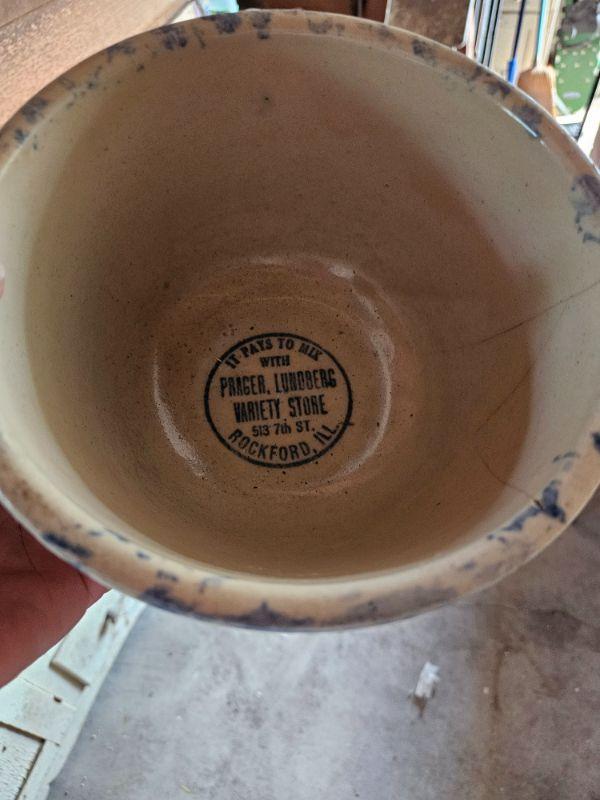 IT PAYS TO MIX
WITH
PRAGER, LUNDBERG
VARIETY STORE
513 7th ST.
ROCKFORD, ILL.